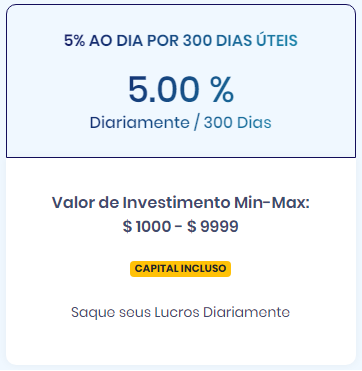 5% AO DIA POR 300 DIAS ÚTEIS
5.00 %
Diariamente / 300 Dias
Valor de Investimento Min-Max:
$ 1000 - $ 9999
CAPITAL INCLUSO
Saque seus Lucros Diariamente